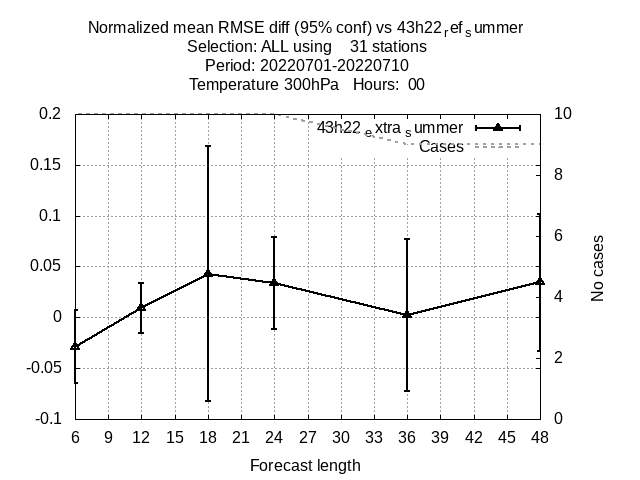 Normalized mean RMSE diff (95% conf) vs 43h22refsummer
Selection: ALL using 31 stations
Period: 20220701-20220710
Temperature 300hPa Hours: 00
0.2
0.15
0.1
0.05
0
-0.05
-0.1
43h22extrasummer
Cases
10
8
6
4
2
0
No cases
6 9 12 15 18 21 24 27 30 33 36 39 42 45 48
Forecast length